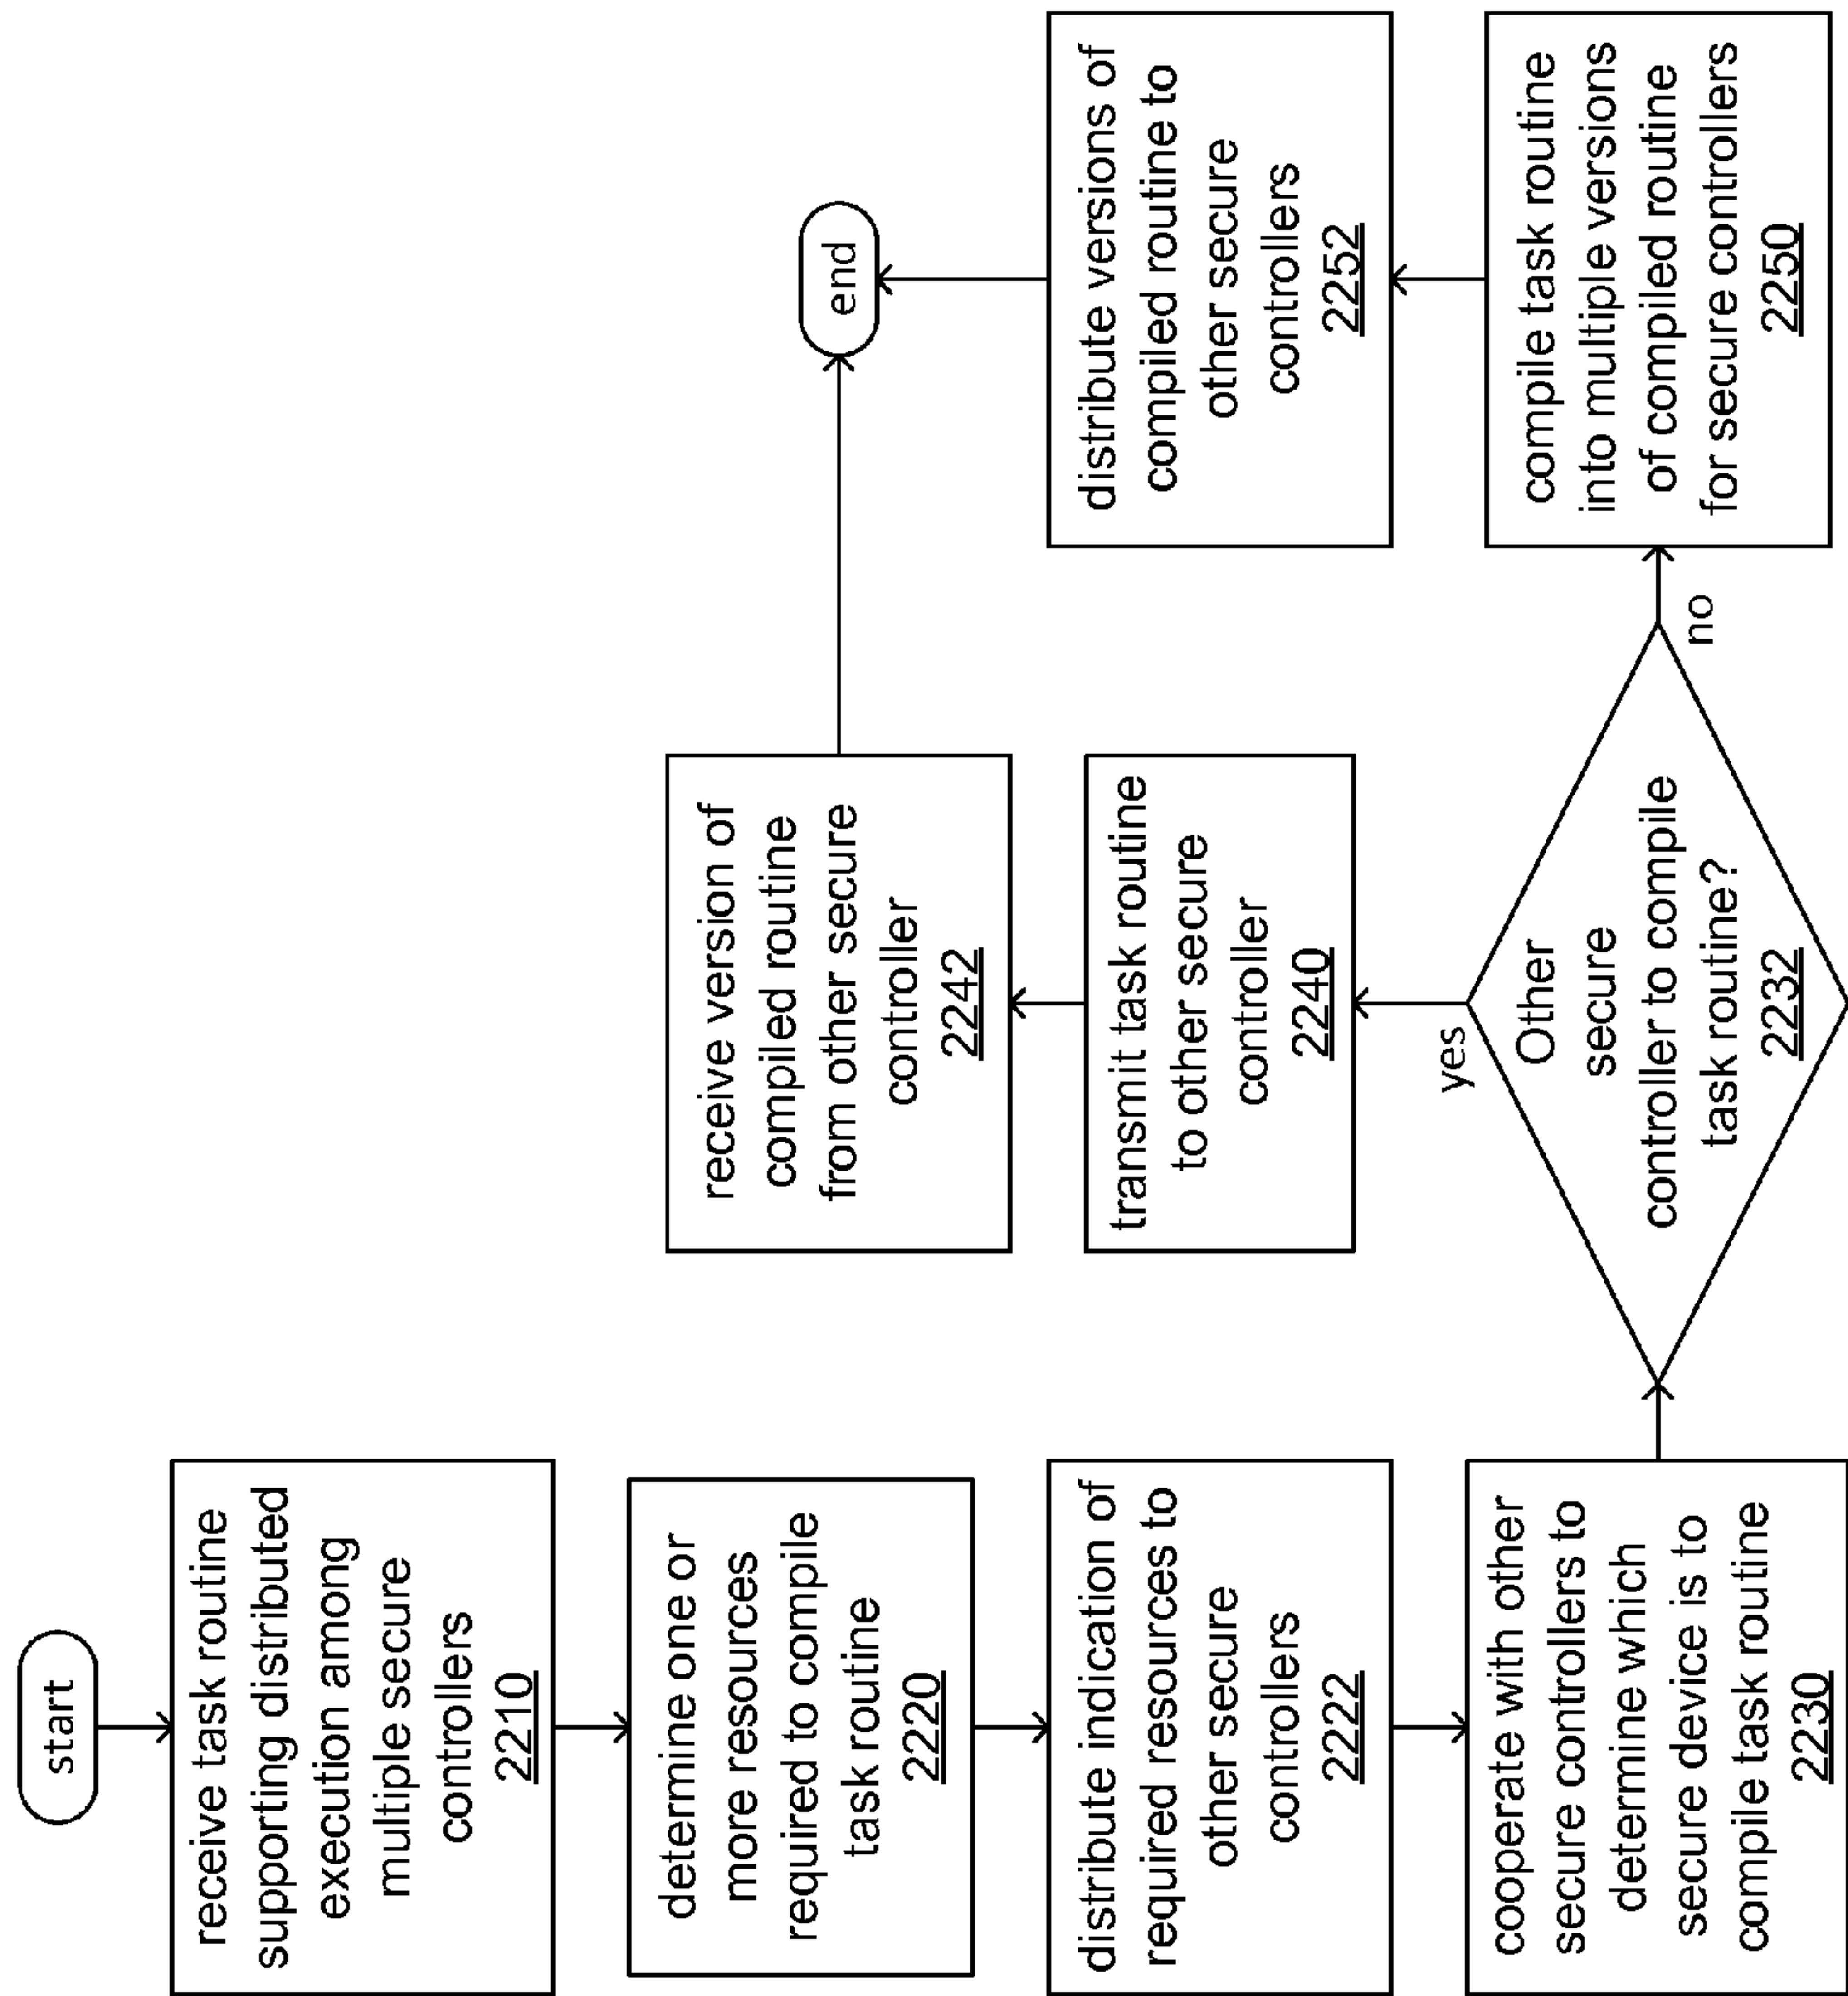 start
receive task routine
supporting distributed
execution among
multiple secure
controllers
2210
determine one or
more resources
required to compile
task routine
2220
distribute indication of
required resources to
other secure
controllers
2222
cooperate with other
secure controllers to
determine which
secure device is to
compile task routine
2230
Other
secure
controller to compile
task routine?
2232
yes
transmit task routine
to other secure
controller
2240
receive version of
compiled routine
from other secure
controller
2242
no
compile task routine
into multiple versions
of compiled routine
for secure controllers
2250
distribute versions of
compiled routine to
other secure
controllers
2252
end